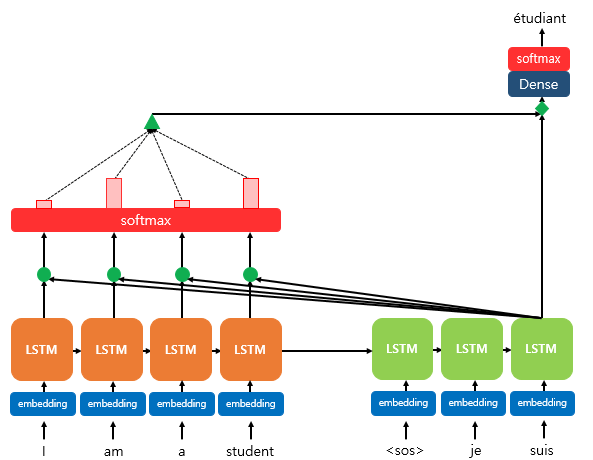 étudiant
softmax
Dense
softmax
LSTM LSTM LSTM LSTM LSTM LSTM LSTM
embedding embedding embedding embedding embedding embedding embedding
I am a student <sos> je suis